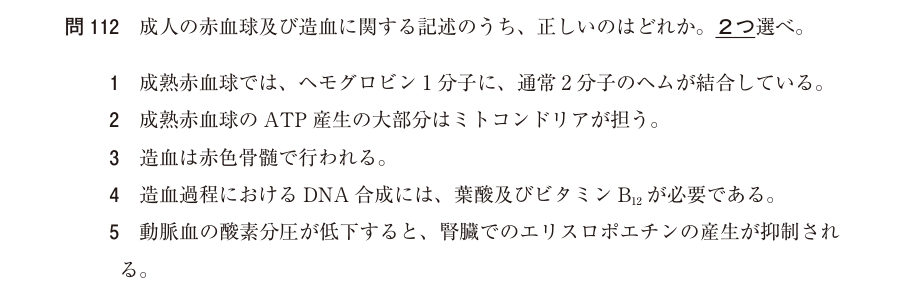 問 112 成人の赤血球及び造血に関する記述のうち、正しいのはどれか。２つ選べ。
1 成熟赤血球では、ヘモグロビン１分子に、通常２分子のヘムが結合している。
2 成熟赤血球の ATP 産生の大部分はミトコンドリアが担う。
3 造血は赤色骨髄で行われる。
4 造血過程における DNA 合成には、葉酸及びビタミン B₁₂ が必要である。
5 動脈血の酸素分圧が低下すると、腎臓でのエリスロポエチンの産生が抑制され
る。